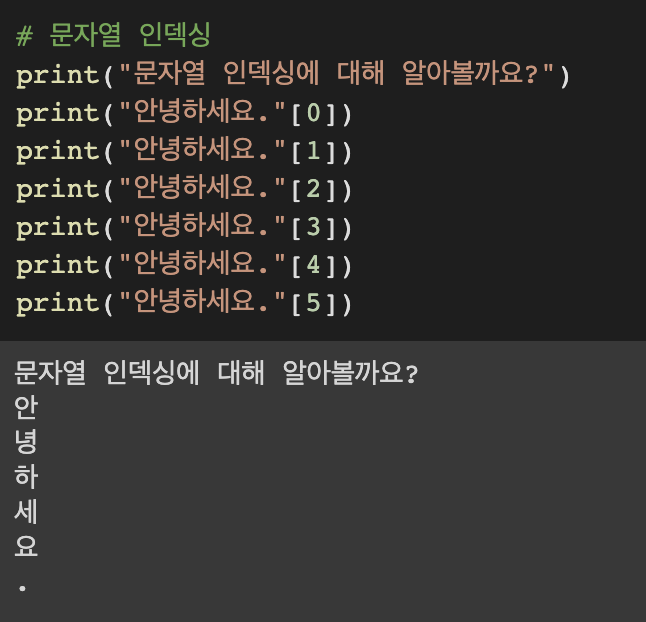 # 문자열 인덱싱
print("문자열 인덱싱에 대해 알아볼까요?")
print("안녕하세요."[0])
print("안녕하세요."[1])
print("안녕하세요."[2])
print("안녕하세요."[3])
print("안녕하세요."[4])
print("안녕하세요."[5])
문자열 인덱싱에 대해 알아볼까요?
안
녕
하
세
요
.